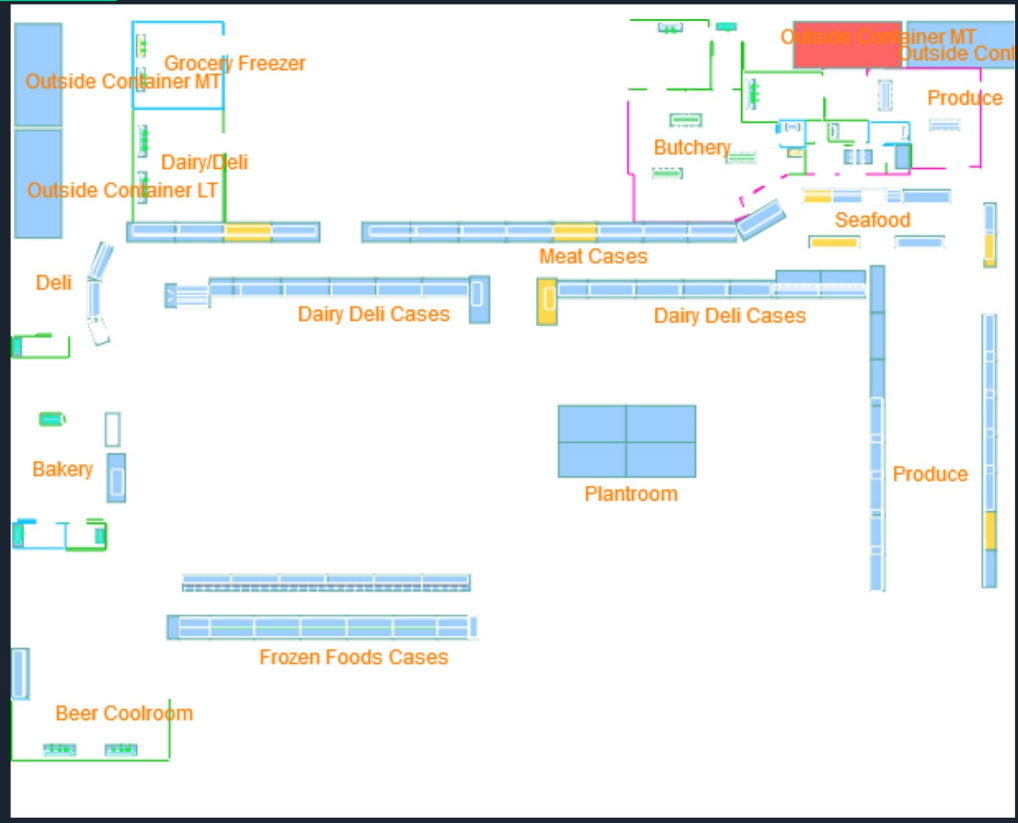 Outside Container MT
Outside Cont
Grocery Freezer
Outside Container MT
Produce
Butchery
Dairy/Deli
Outside Container LT
Seafood
Meat Cases
Deli
Dairy Deli Cases
Dairy Deli Cases
Bakery
Produce
Plantroom
Frozen Foods Cases
Beer Coolroom